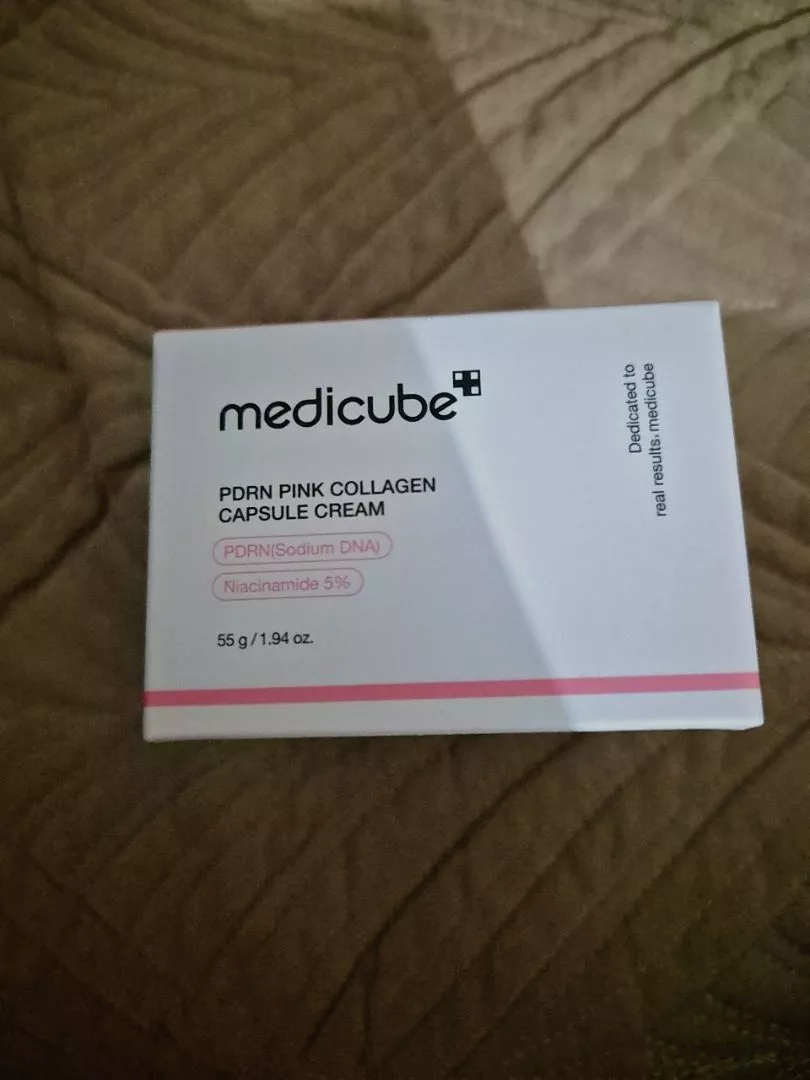 medicube
PDRN PINK COLLAGEN
CAPSULE CREAM
PDRN(Sodium DNA)
Niacinamide 5%
55 g / 1.94 oz.
Dedicated to
real results, medicube